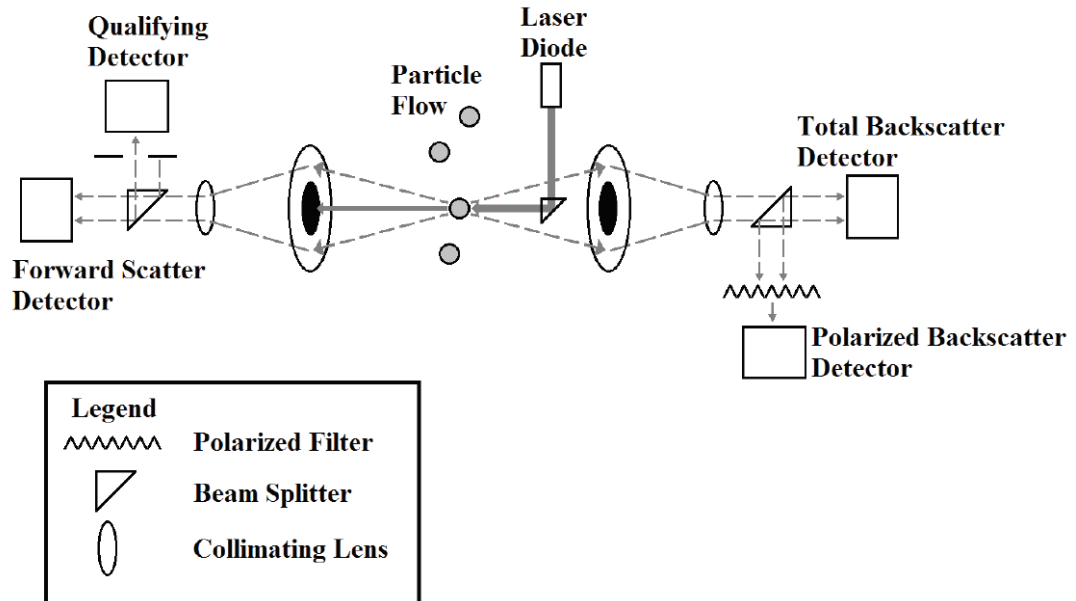 Qualifying
Detector
Particle
Flow
Laser
Diode
Total Backscatter
Detector
Forward Scatter
Detector
Polarized Backscatter
Detector
Legend
Polarized Filter
Beam Splitter
Collimating Lens